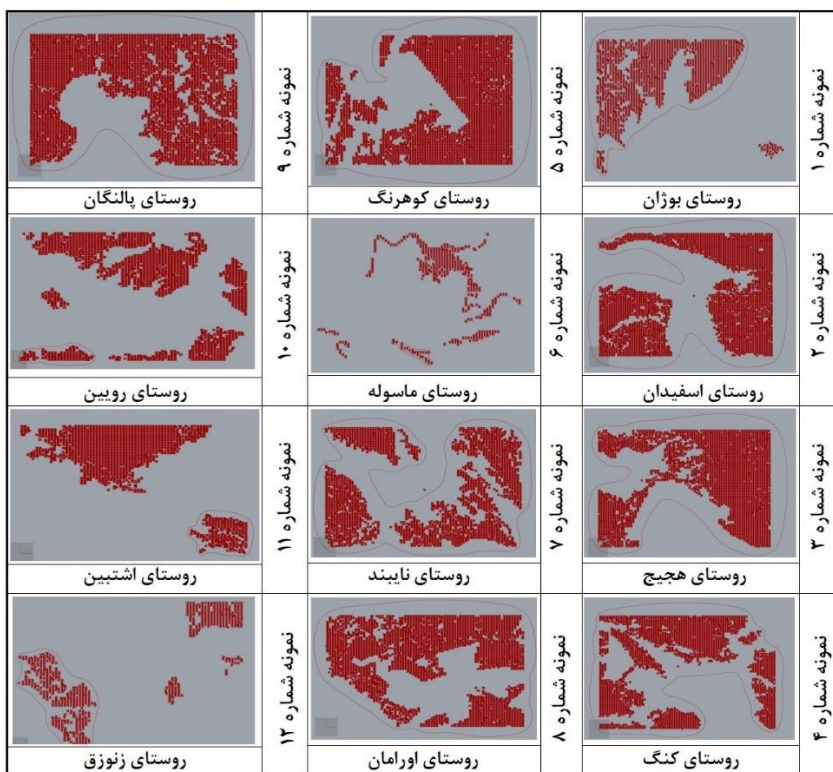 نمونه شماره ۱
روستای بوژان
نمونه شماره ۲
روستای اسفیدان
نمونه شماره ۳
روستای هجیج
نمونه شماره ۴
روستای کنگ
نمونه شماره ۵
روستای کوهرنگ
نمونه شماره ۶
روستای ماسوله
نمونه شماره ۷
روستای نایبند
نمونه شماره ۸
روستای اورامان
نمونه شماره ۹
روستای پالنگان
نمونه شماره ۱۰
روستای رویین
نمونه شماره ۱۱
روستای اشتبین
نمونه شماره ۱۲
روستای زنوزق